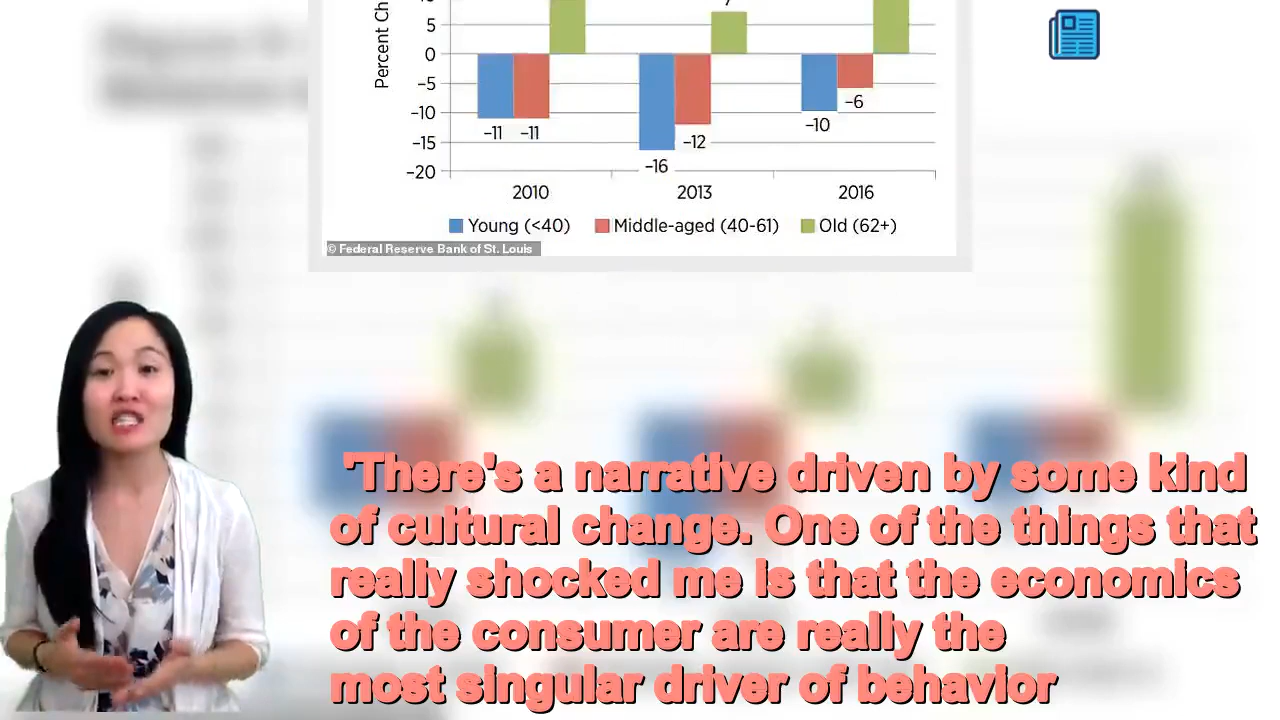 Percent Ch
5
0
-5
-10
-15
-20
-11 -11
-16
-12
-10
-6
2010 2013 2016
Young (<40) Middle-aged (40-61) Old (62+)
© Federal Reserve Bank of St. Louis
'There's a narrative driven by some kind
of cultural change. One of the things that
really shocked me is that the economics
of the consumer are really the
most singular driver of behavior